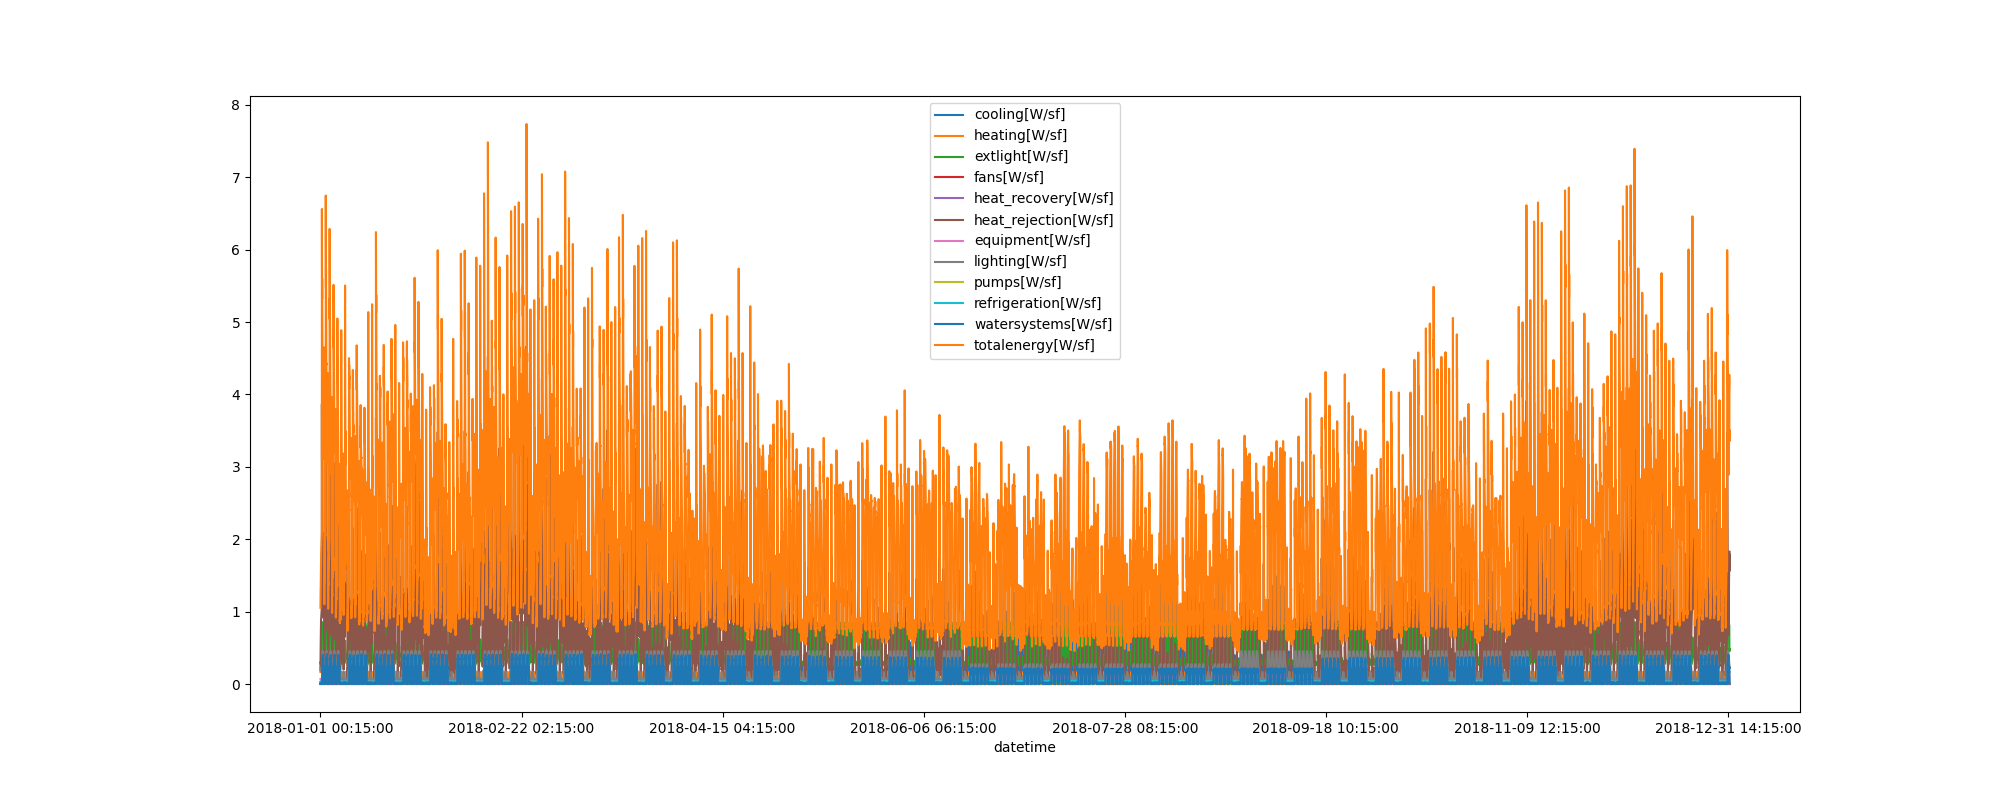 8
7
6
5
4
3
2
1
0
cooling[W/sf]
heating[W/sf]
extlight[W/sf]
fans[W/sf]
heat_recovery[W/sf]
heat_rejection[W/sf]
equipment[W/sf]
lighting[W/sf]
pumps[W/sf]
refrigeration[W/sf]
watersystems[W/sf]
totalenergy[W/sf]
2018-01-01 00:15:00 2018-02-22 02:15:00 2018-04-15 04:15:00 2018-06-06 06:15:00 2018-07-28 08:15:00 2018-09-18 10:15:00 2018-11-09 12:15:00 2018-12-31 14:15:00
datetime